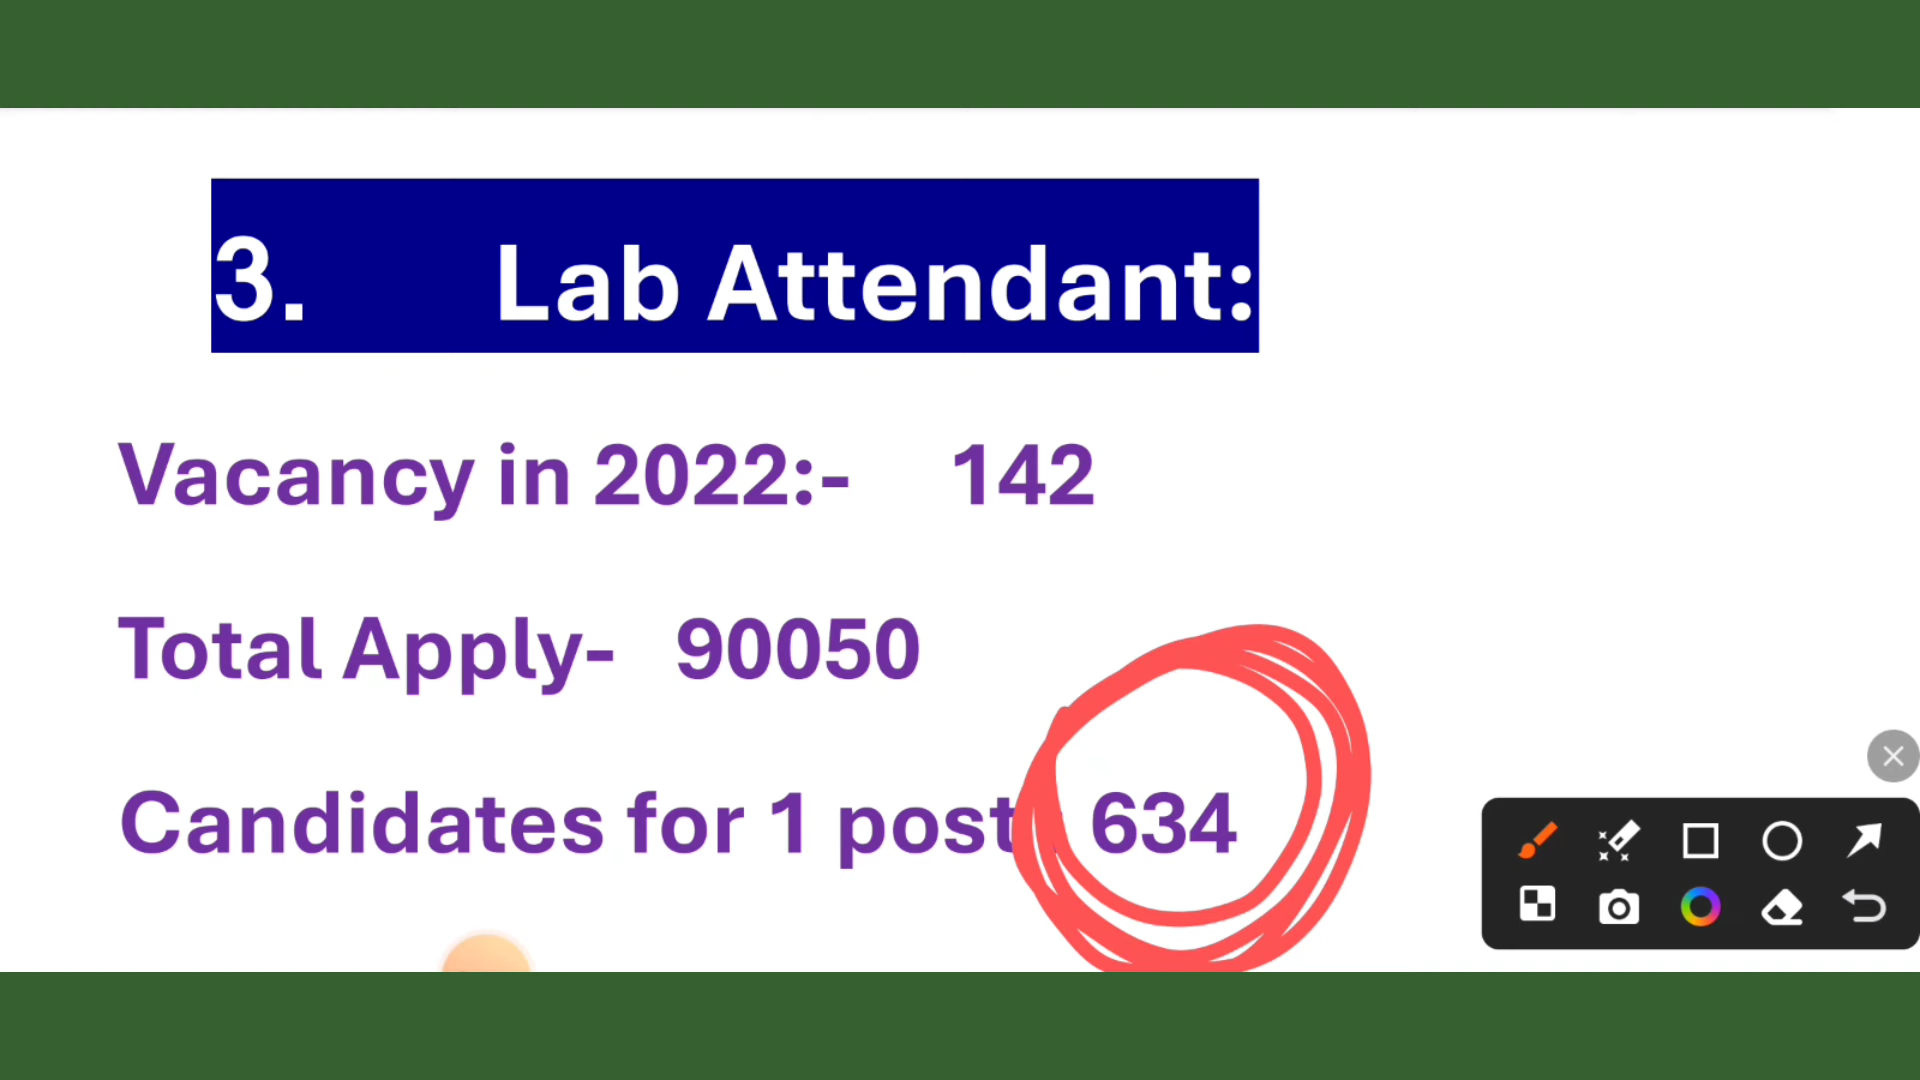 3. Lab Attendant:
Vacancy in 2022:- 142
Total Apply- 90050
Candidates for 1 post 634